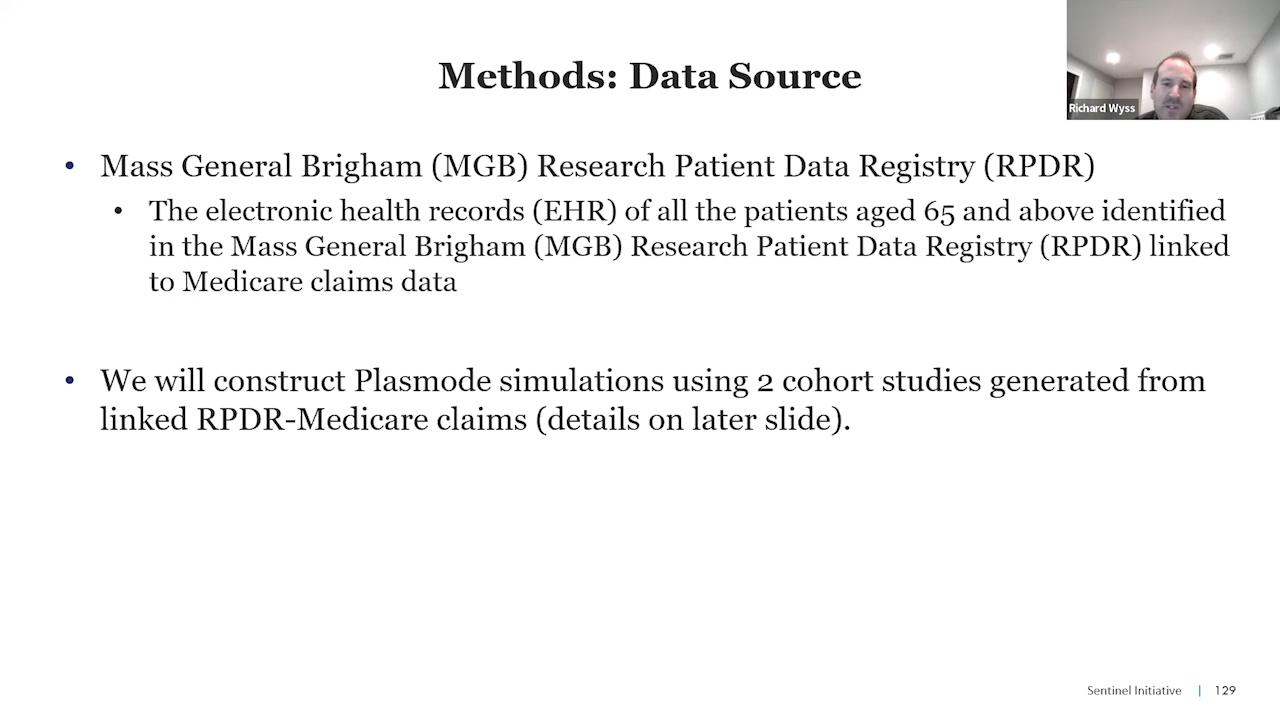 Methods: Data Source
Richard Wyss
• Mass General Brigham (MGB) Research Patient Data Registry (RPDR)
• The electronic health records (EHR) of all the patients aged 65 and above identified
in the Mass General Brigham (MGB) Research Patient Data Registry (RPDR) linked
to Medicare claims data
• We will construct Plasmode simulations using 2 cohort studies generated from
linked RPDR-Medicare claims (details on later slide).
Sentinel Initiative | 129